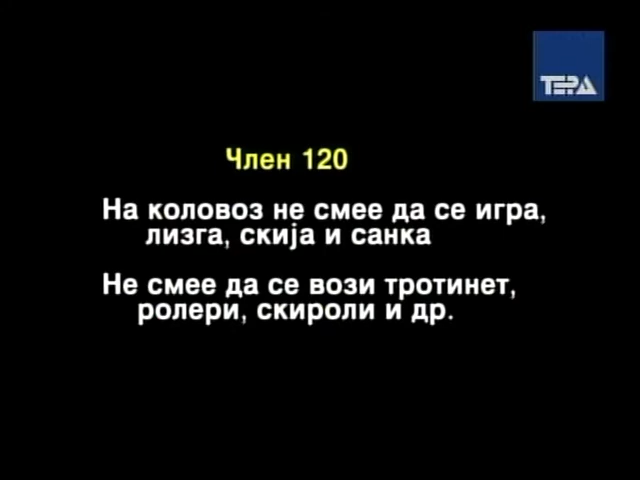 ТЕРА
Член 120
На коловоз не смее да се игра,
лизга, скија и санка
Не смее да се вози тротинет,
ролери, скироли и др.